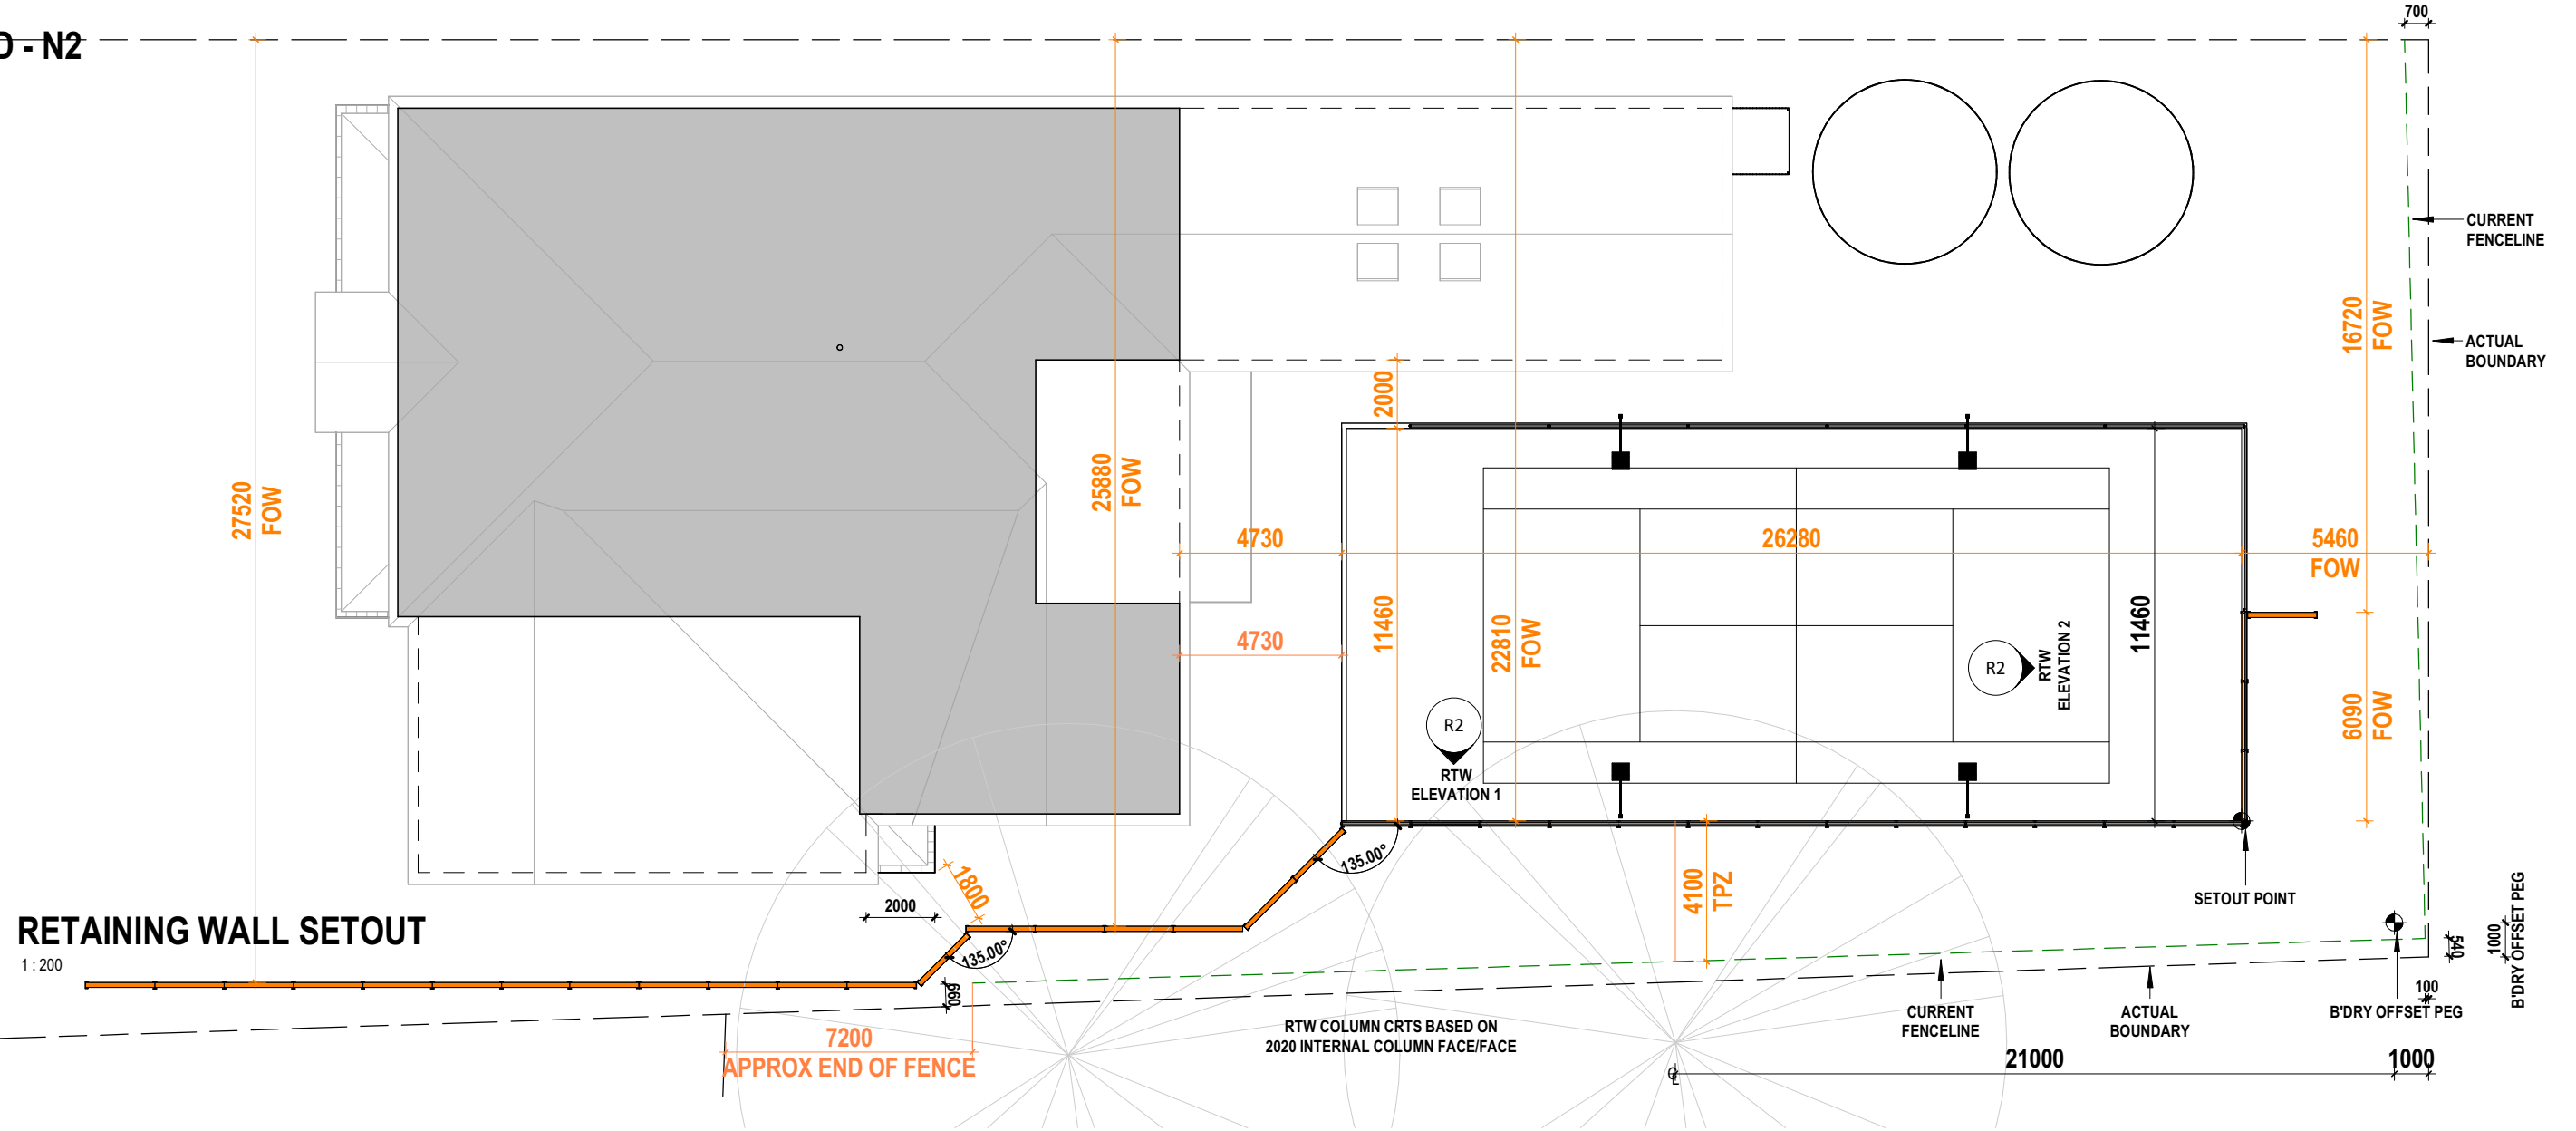 700
D - N2
CURRENT
FENCELINE
16720
FOW
ACTUAL
BOUNDARY
2000
27520
FOW
25880
FOW
4730
26280
5460
FOW
11460
22810
FOW
11460
4730
R2
RTW
ELEVATION 2
6090
FOW
R2
RTW
ELEVATION 1
135.00°
1800
4100
TPZ
2000
SETOUT POINT
RETAINING WALL SETOUT
1 : 200
135.00°
660
540
1000
B'DRY OFFSET PEG
100
CURRENT
FENCELINE
ACTUAL
BOUNDARY
B'DRY OFFSET PEG
7200
APPROX END OF FENCE
RTW COLUMN CRTS BASED ON
2020 INTERNAL COLUMN FACE/FACE
21000
1000